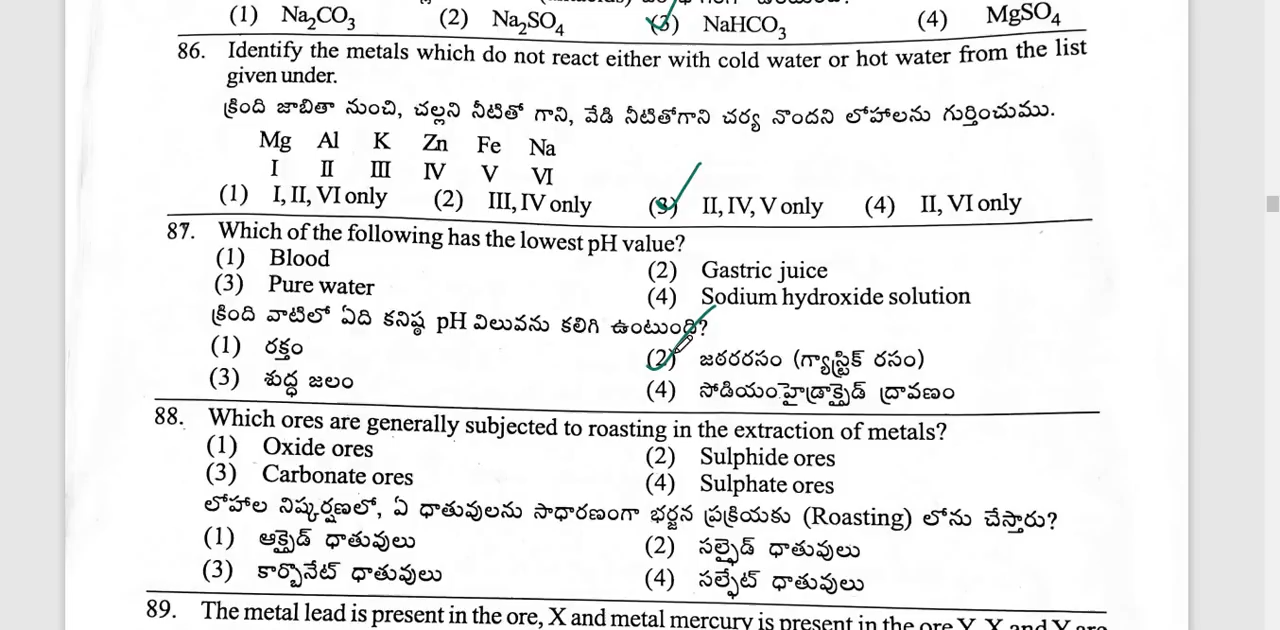 (1) Na₂CO₃ (2) Na₂SO₄ (3) NaHCO₃ (4) MgSO₄
86. Identify the metals which do not react either with cold water or hot water from the list
given under.
క్రింది జాబితా నుంచి, చల్లని నీటితో గాని, వేడి నీటితోగాని చర్య నొందని లోహాలను గుర్తించుము.
Mg Al K Zn Fe Na
I II III IV V VI
(1) I, II, VI only (2) III, IV only (3) II, IV, V only (4) II, VI only
87. Which of the following has the lowest pH value?
(1) Blood (2) Gastric juice
(3) Pure water (4) Sodium hydroxide solution
క్రింది వాటిలో ఏది కనిష్ఠ pH విలువను కలిగి ఉంటుంది?
(1) రక్తం (2) జఠరరసం (గ్యాస్ట్రిక్ రసం)
(3) శుద్ధ జలం (4) సోడియం హైడ్రాక్సైడ్ ద్రావణం
88. Which ores are generally subjected to roasting in the extraction of metals?
(1) Oxide ores (2) Sulphide ores
(3) Carbonate ores (4) Sulphate ores
లోహాల నిష్కర్షణలో, ఏ ధాతువులను సాధారణంగా భర్జన ప్రక్రియకు (Roasting) లోను చేస్తారు?
(1) ఆక్సైడ్ ధాతువులు (2) సల్ఫైడ్ ధాతువులు
(3) కార్బొనేట్ ధాతువులు (4) సల్ఫేట్ ధాతువులు
89. The metal lead is present in the ore, X and metal mercury is present in the ore Y. X and Y are